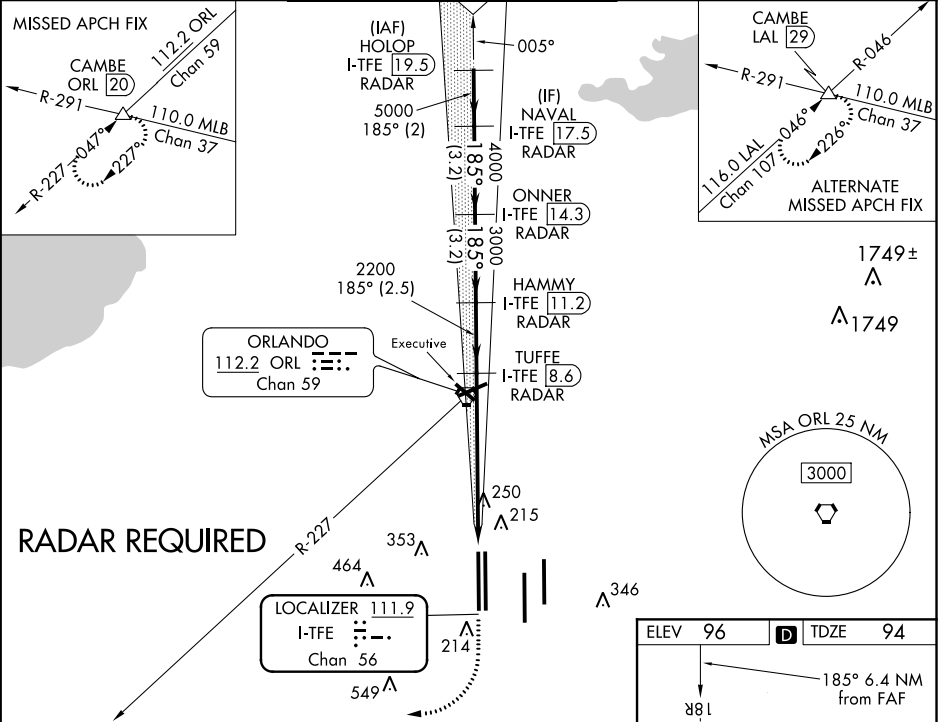 MISSED APCH FIX
112.2 ORL
Chan 59
CAMBE
ORL 20
R-291
110.0 MLB
Chan 37
047°
227°
R-227
(IAF)
HOLOP
I-TFE 19.5
RADAR
005°
5000
185° (2)
(IF)
NAVAL
I-TFE 17.5
RADAR
4000
185°
(3.2)
ONNER
I-TFE 14.3
RADAR
3000
185°
(3.2)
2200
185° (2.5)
HAMMY
I-TFE 11.2
RADAR
TUFFE
I-TFE 8.6
RADAR
CAMBE
LAL 29
R-046
R-291
110.0 MLB
Chan 37
046°
226°
116.0 LAL
Chan 107
ALTERNATE
MISSED APCH FIX
1749±
1749
ORLANDO
112.2 ORL
Chan 59
Executive
MSA ORL 25 NM
3000
250
215
RADAR REQUIRED
R-227
353
464
346
LOCALIZER 111.9
I-TFE
Chan 56
214
549
ELEV 96 D TDZE 94
185° 6.4 NM
from FAF
18R